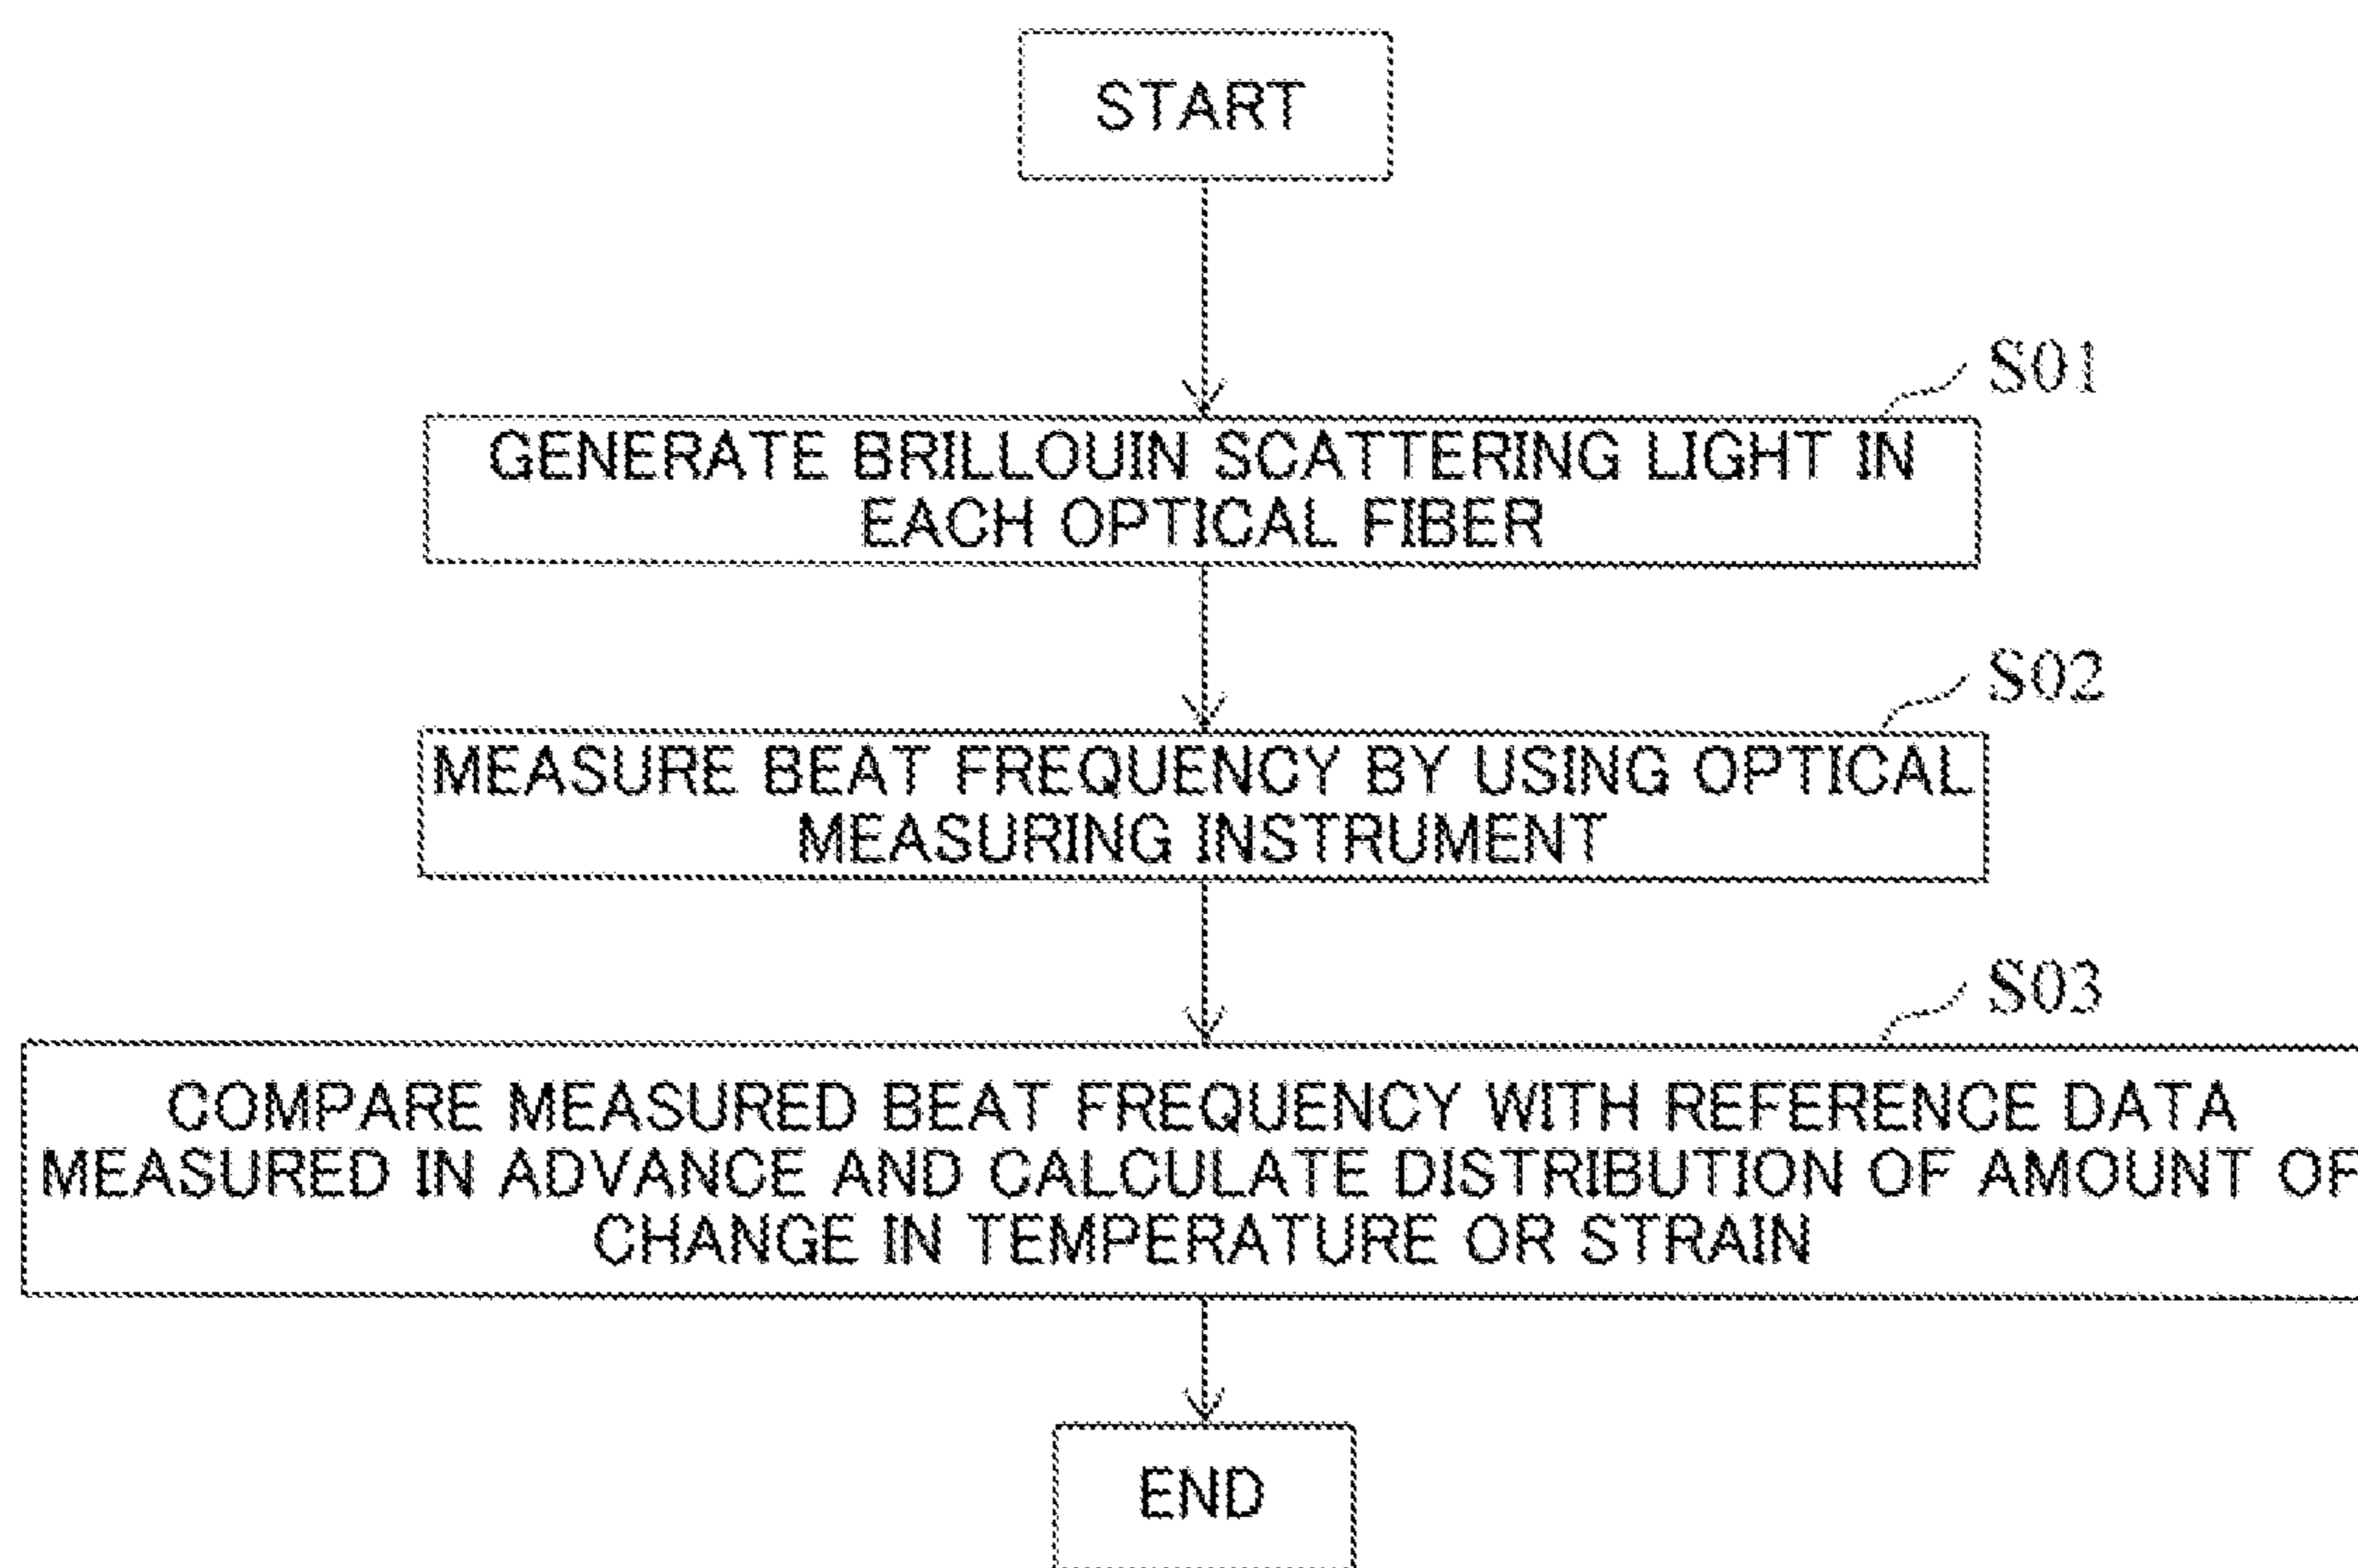 START
S01
GENERATE BRILLOUIN SCATTERING LIGHT IN
EACH OPTICAL FIBER
S02
MEASURE BEAT FREQUENCY BY USING OPTICAL
MEASURING INSTRUMENT
S03
COMPARE MEASURED BEAT FREQUENCY WITH REFERENCE DATA
MEASURED IN ADVANCE AND CALCULATE DISTRIBUTION OF AMOUNT OF
CHANGE IN TEMPERATURE OR STRAIN
END